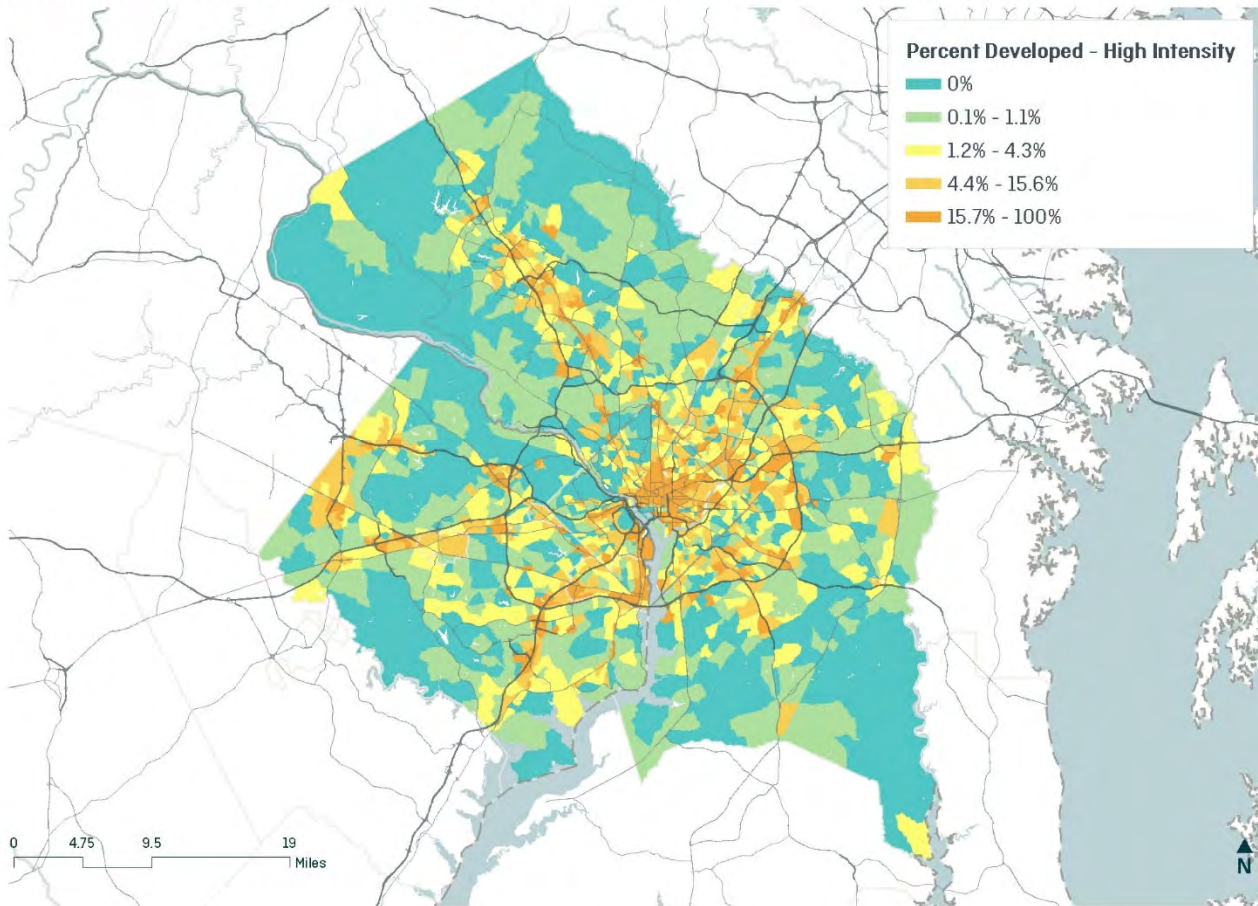 Percent Developed - High Intensity
0%
0.1% - 1.1%
1.2% - 4.3%
4.4% - 15.6%
15.7% - 100%
0 4.75 9.5 19
Miles
N